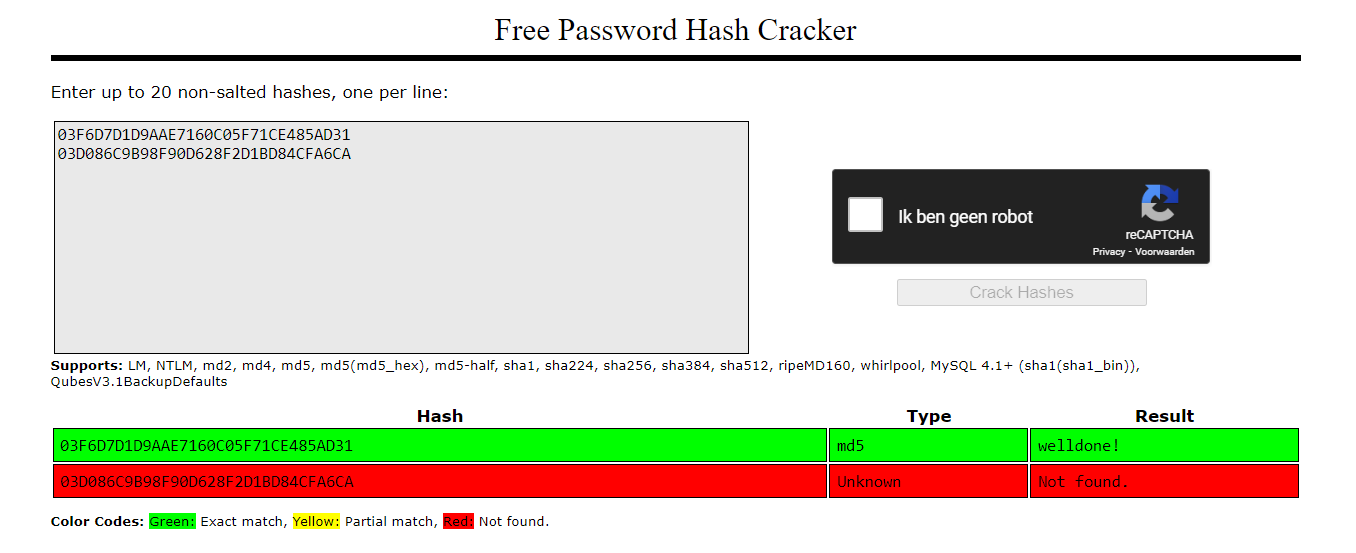 Free Password Hash Cracker
Enter up to 20 non-salted hashes, one per line:
03F6D7D1D9AAE7160C05F71CE485AD31
03D086C9B98F90D628F2D1BD84CFA6CA
Ik ben geen robot
reCAPTCHA
Privacy - Voorwaarden
Crack Hashes
Supports: LM, NTLM, md2, md4, md5, md5(md5_hex), md5-half, sha1, sha224, sha256, sha384, sha512, ripeMD160, whirlpool, MySQL 4.1+ (sha1(sha1_bin)),
QubesV3.1BackupDefaults
Hash Type Result
03F6D7D1D9AAE7160C05F71CE485AD31 md5 welldone!
03D086C9B98F90D628F2D1BD84CFA6CA Unknown Not found.
Color Codes: Green: Exact match, Yellow: Partial match, Red: Not found.